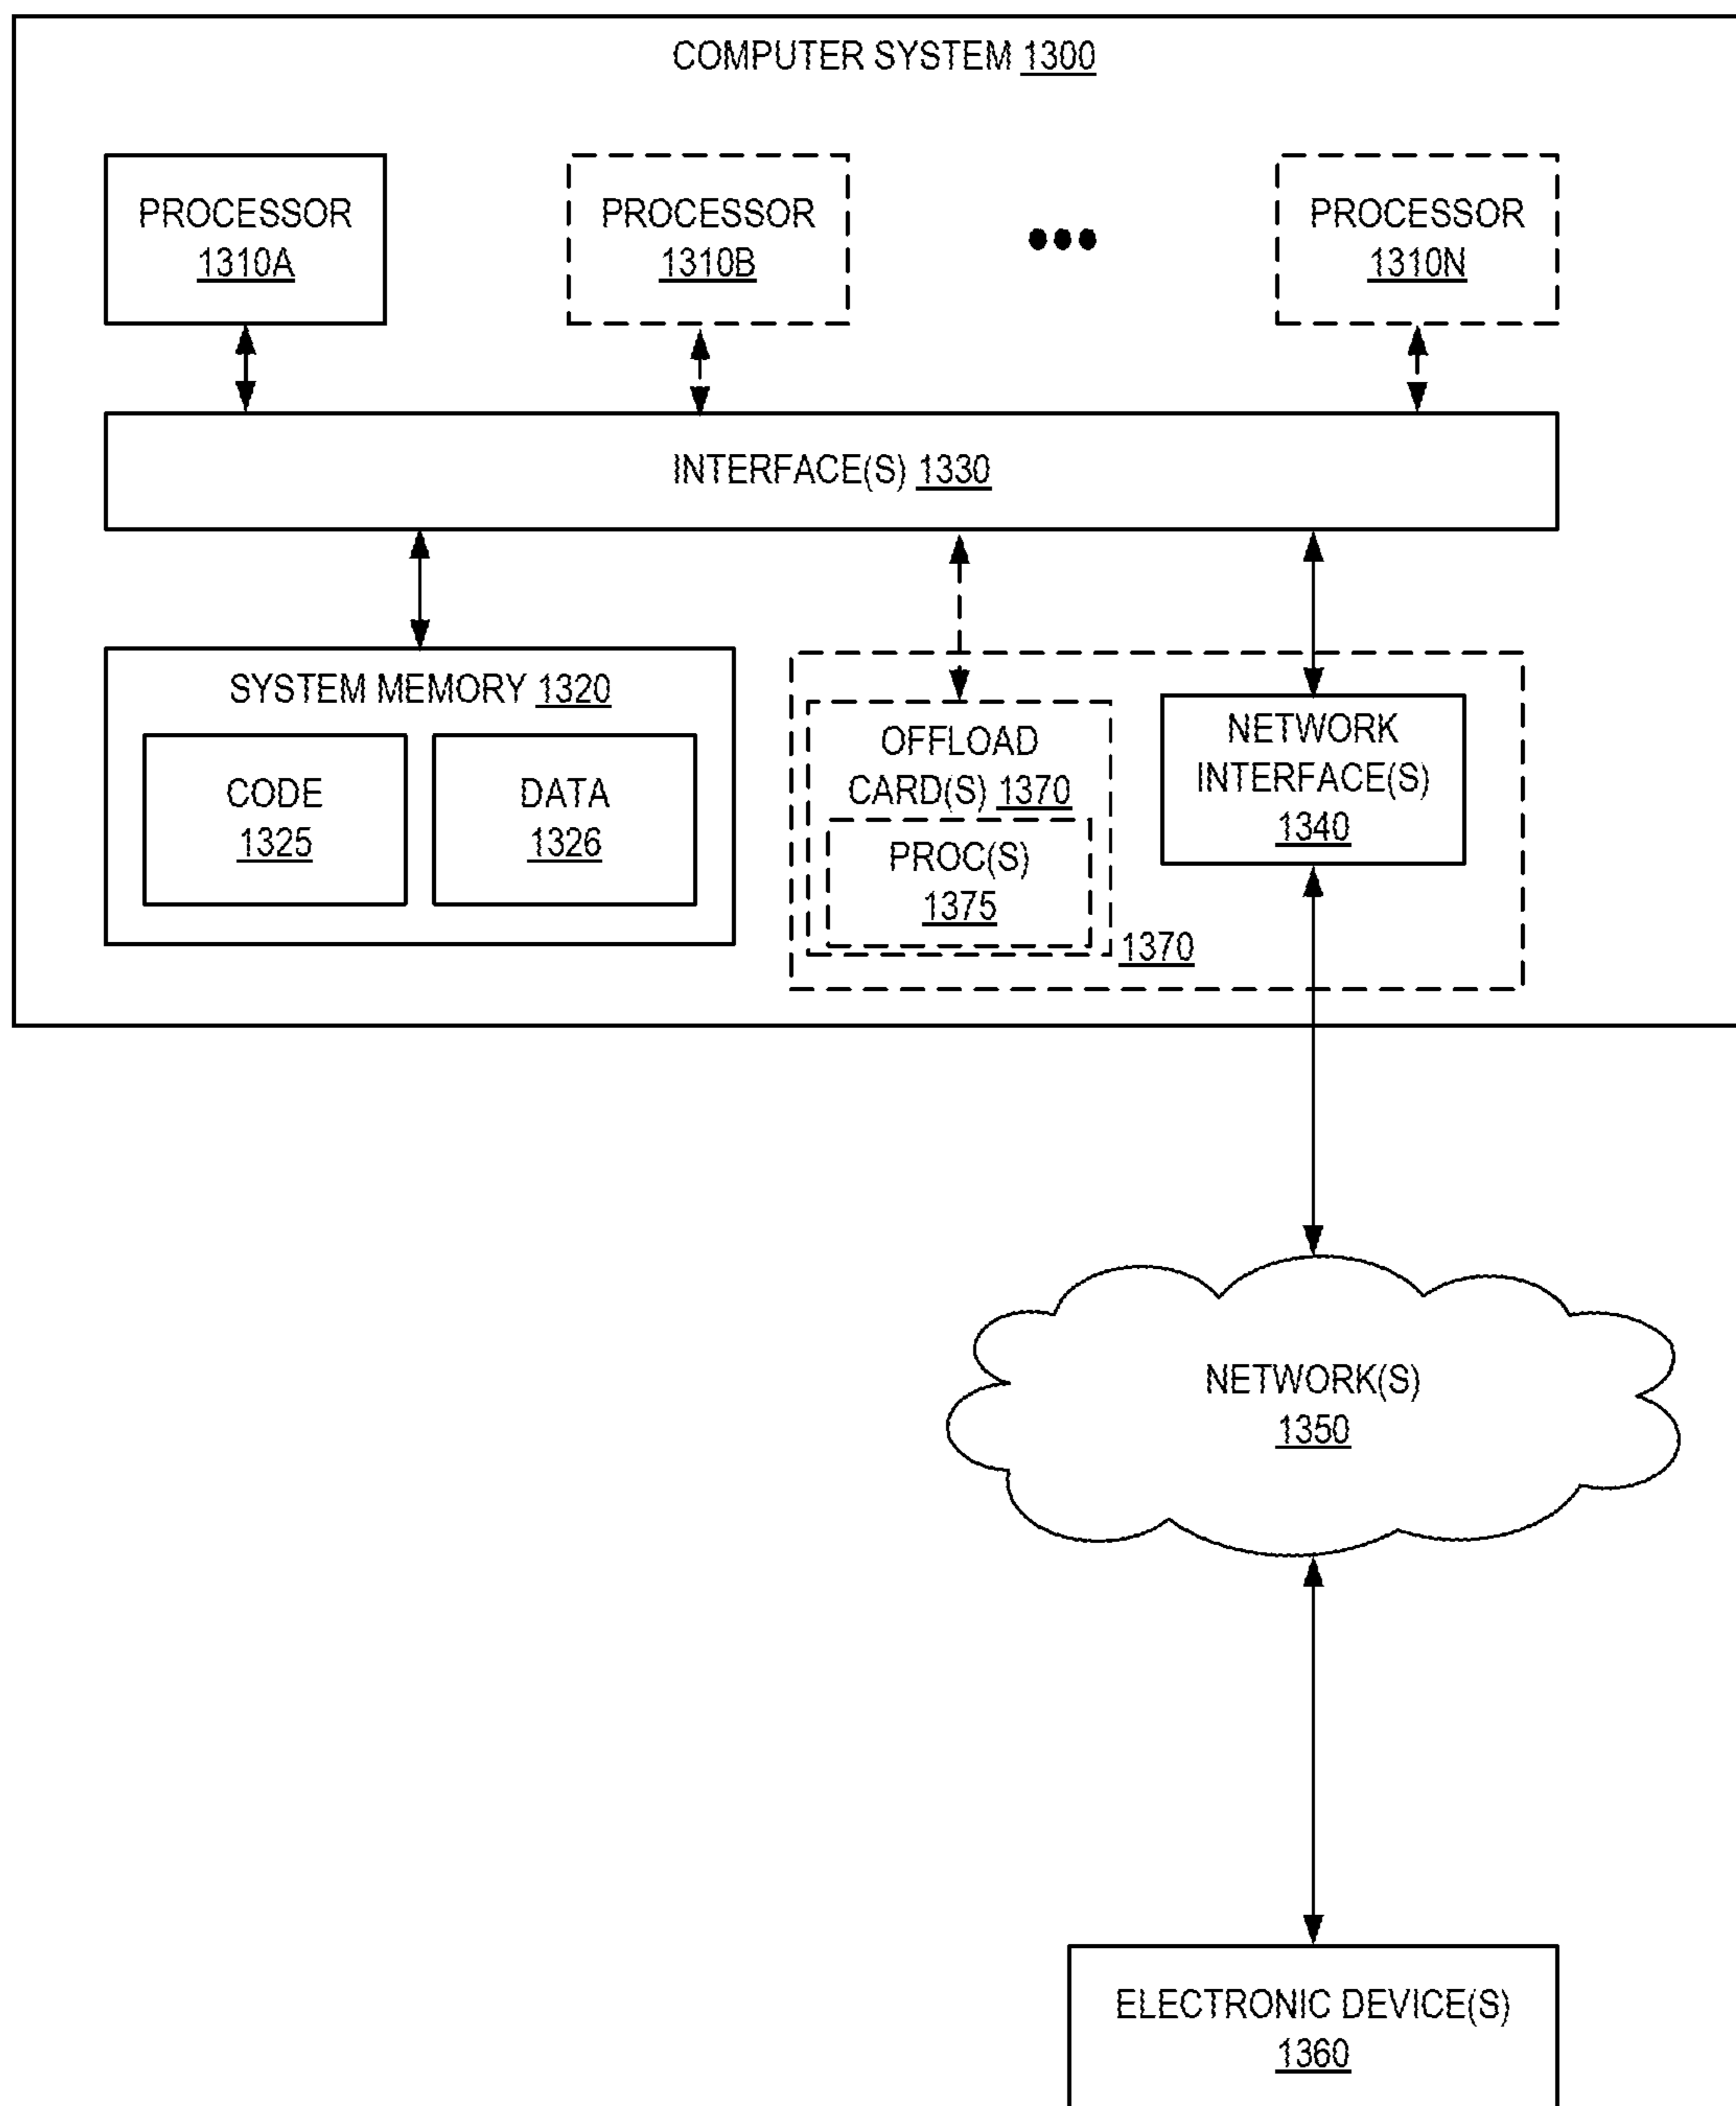 COMPUTER SYSTEM 1300
PROCESSOR
1310A
PROCESSOR
1310B
PROCESSOR
1310N
INTERFACE(S) 1330
SYSTEM MEMORY 1320
CODE
1325
DATA
1326
OFFLOAD
CARD(S) 1370
PROC(S)
1375
1370
NETWORK
INTERFACE(S)
1340
NETWORK(S)
1350
ELECTRONIC DEVICE(S)
1360